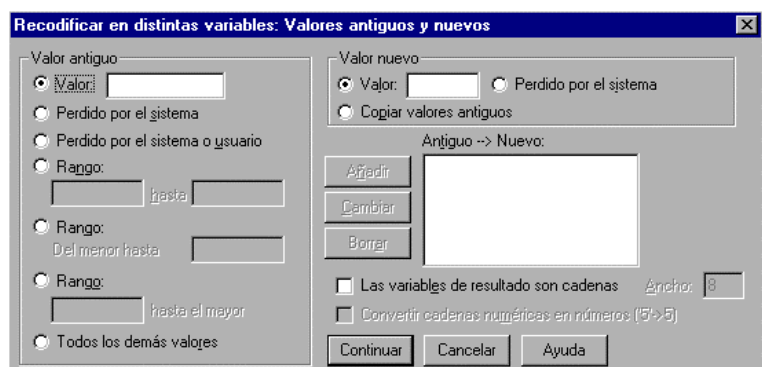 Recodificar en distintas variables: Valores antiguos y nuevos
Valor antiguo
Valor:
Perdido por el sistema
Perdido por el sistema o usuario
Rango:
hasta
Rango:
Del menor hasta
Rango:
hasta el mayor
Todos los demás valores
Valor nuevo
Valor:
Perdido por el sistema
Copiar valores antiguos
Antiguo --> Nuevo:
Añadir
Cambiar
Borrar
Las variables de resultado son cadenas
Ancho: 8
Convertir cadenas numéricas en números ('5'->5)
Continuar
Cancelar
Ayuda